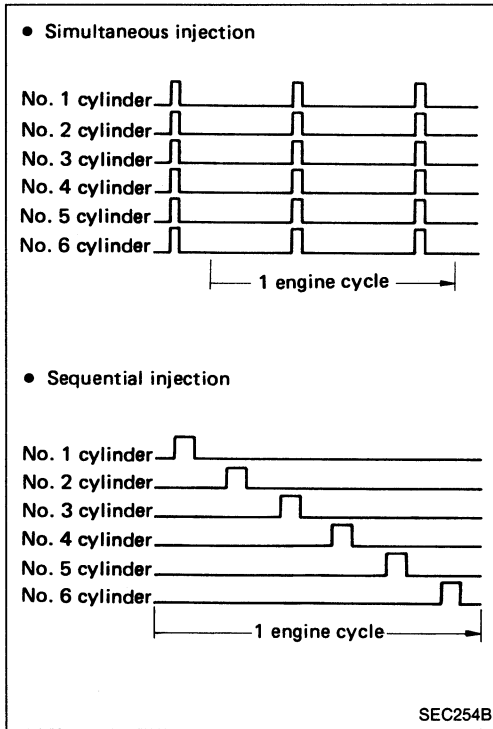 ● Simultaneous injection
No. 1 cylinder
No. 2 cylinder
No. 3 cylinder
No. 4 cylinder
No. 5 cylinder
No. 6 cylinder
1 engine cycle
● Sequential injection
No. 1 cylinder
No. 2 cylinder
No. 3 cylinder
No. 4 cylinder
No. 5 cylinder
No. 6 cylinder
1 engine cycle
SEC254B